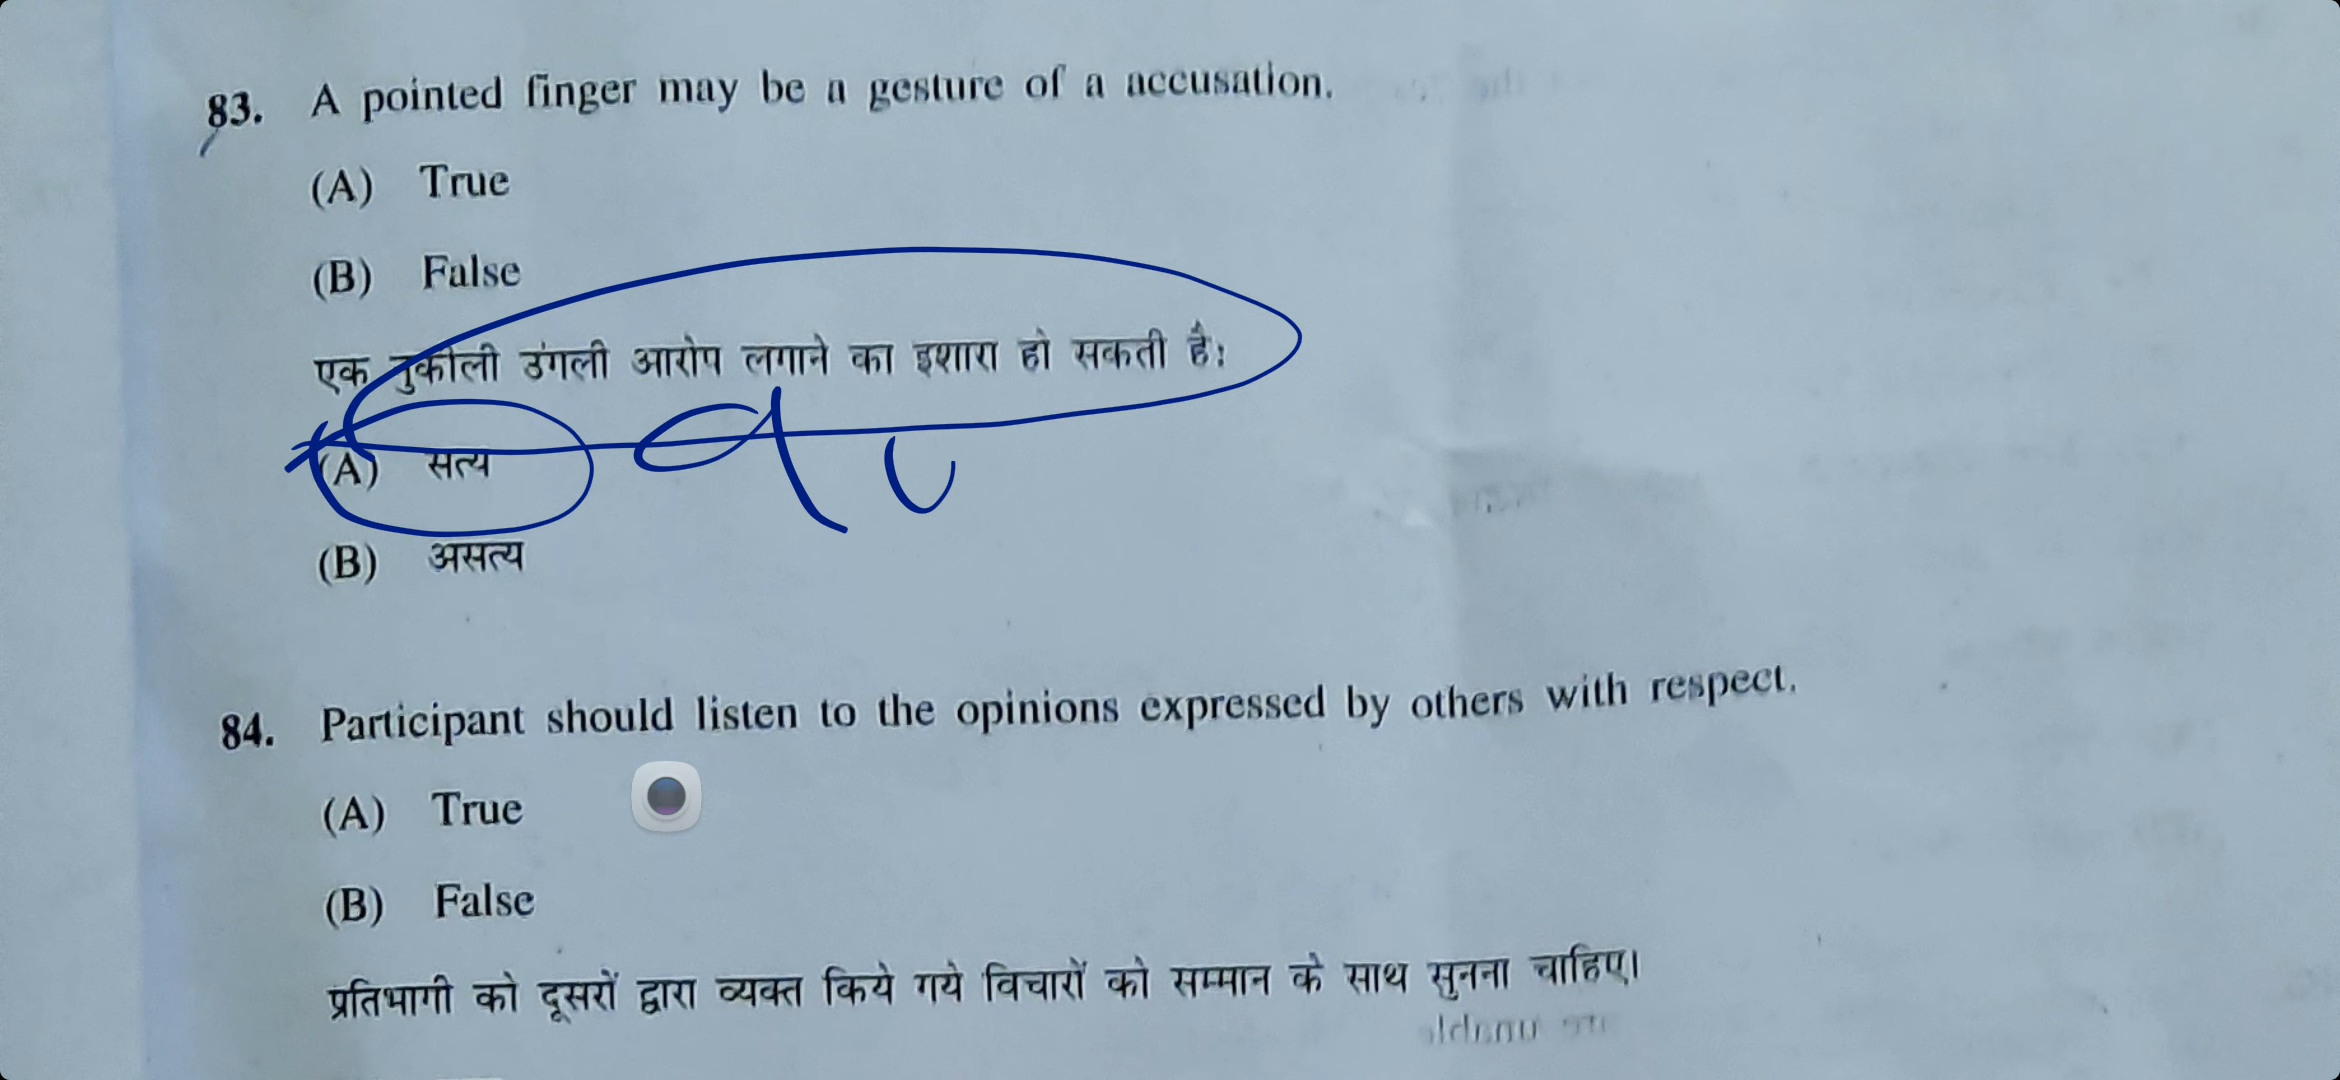 83. A pointed finger may be a gesture of a accusation.
(A) True
(B) False
एक नुकीली उंगली आरोप लगाने का इशारा हो सकती है:
(A) सत्य
(B) असत्य
84. Participant should listen to the opinions expressed by others with respect.
(A) True
(B) False
प्रतिभागी को दूसरों द्वारा व्यक्त किये गये विचारों को सम्मान के साथ सुनना चाहिए।